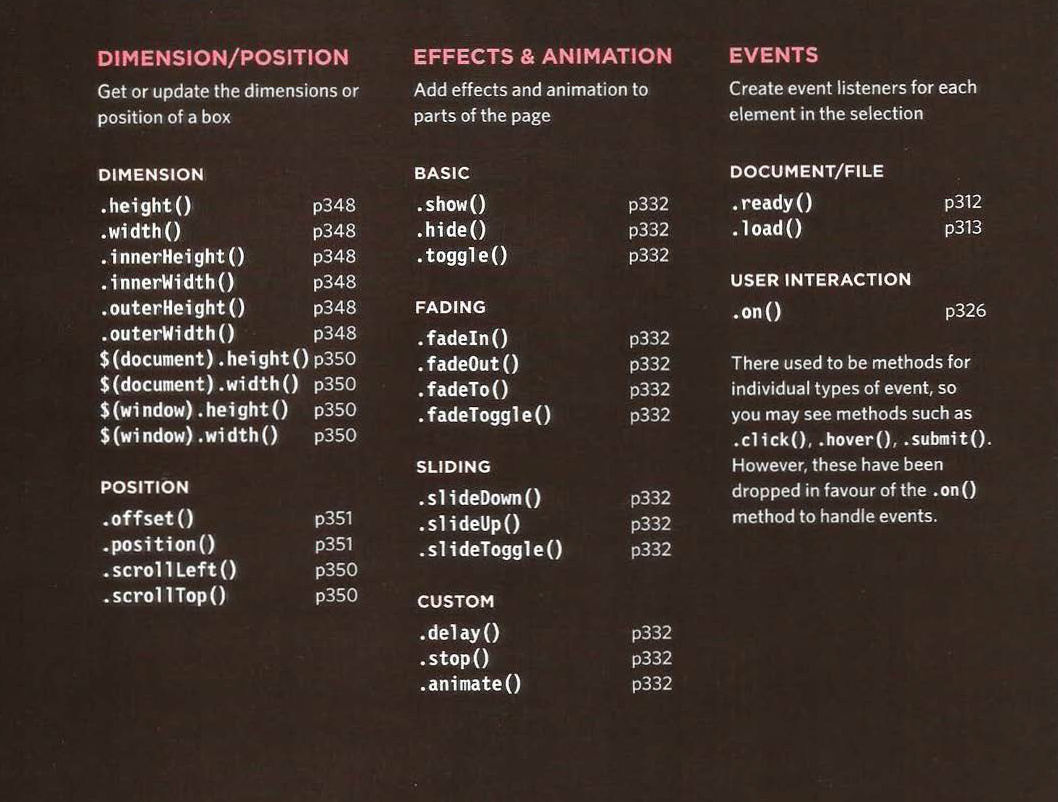 DIMENSION/POSITION
Get or update the dimensions or
position of a box
DIMENSION
.height() p348
.width() p348
.innerHeight() p348
.innerWidth() p348
.outerHeight() p348
.outerWidth() p348
$(document).height() p350
$(document).width() p350
$(window).height() p350
$(window).width() p350
POSITION
.offset() p351
.position() p351
.scrollLeft() p350
.scrollTop() p350
EFFECTS & ANIMATION
Add effects and animation to
parts of the page
BASIC
.show() p332
.hide() p332
.toggle() p332
FADING
.fadeIn() p332
.fadeOut() p332
.fadeTo() p332
.fadeToggle() p332
SLIDING
.slideDown() p332
.slideUp() p332
.slideToggle() p332
CUSTOM
.delay() p332
.stop() p332
.animate() p332
EVENTS
Create event listeners for each
element in the selection
DOCUMENT/FILE
.ready() p312
.load() p313
USER INTERACTION
.on() p326
There used to be methods for
individual types of event, so
you may see methods such as
.click(), .hover(), .submit().
However, these have been
dropped in favour of the .on()
method to handle events.